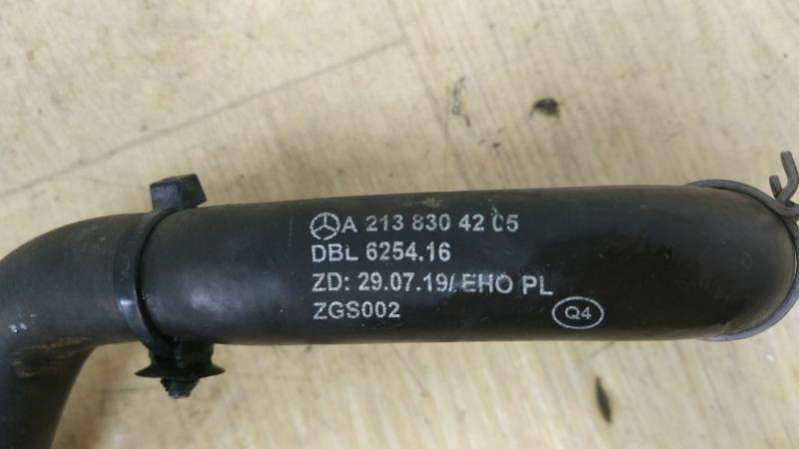 A 213 830 42 05
DBL 6254.16
ZD: 29.07.19/ EHO PL
ZGS002
Q4